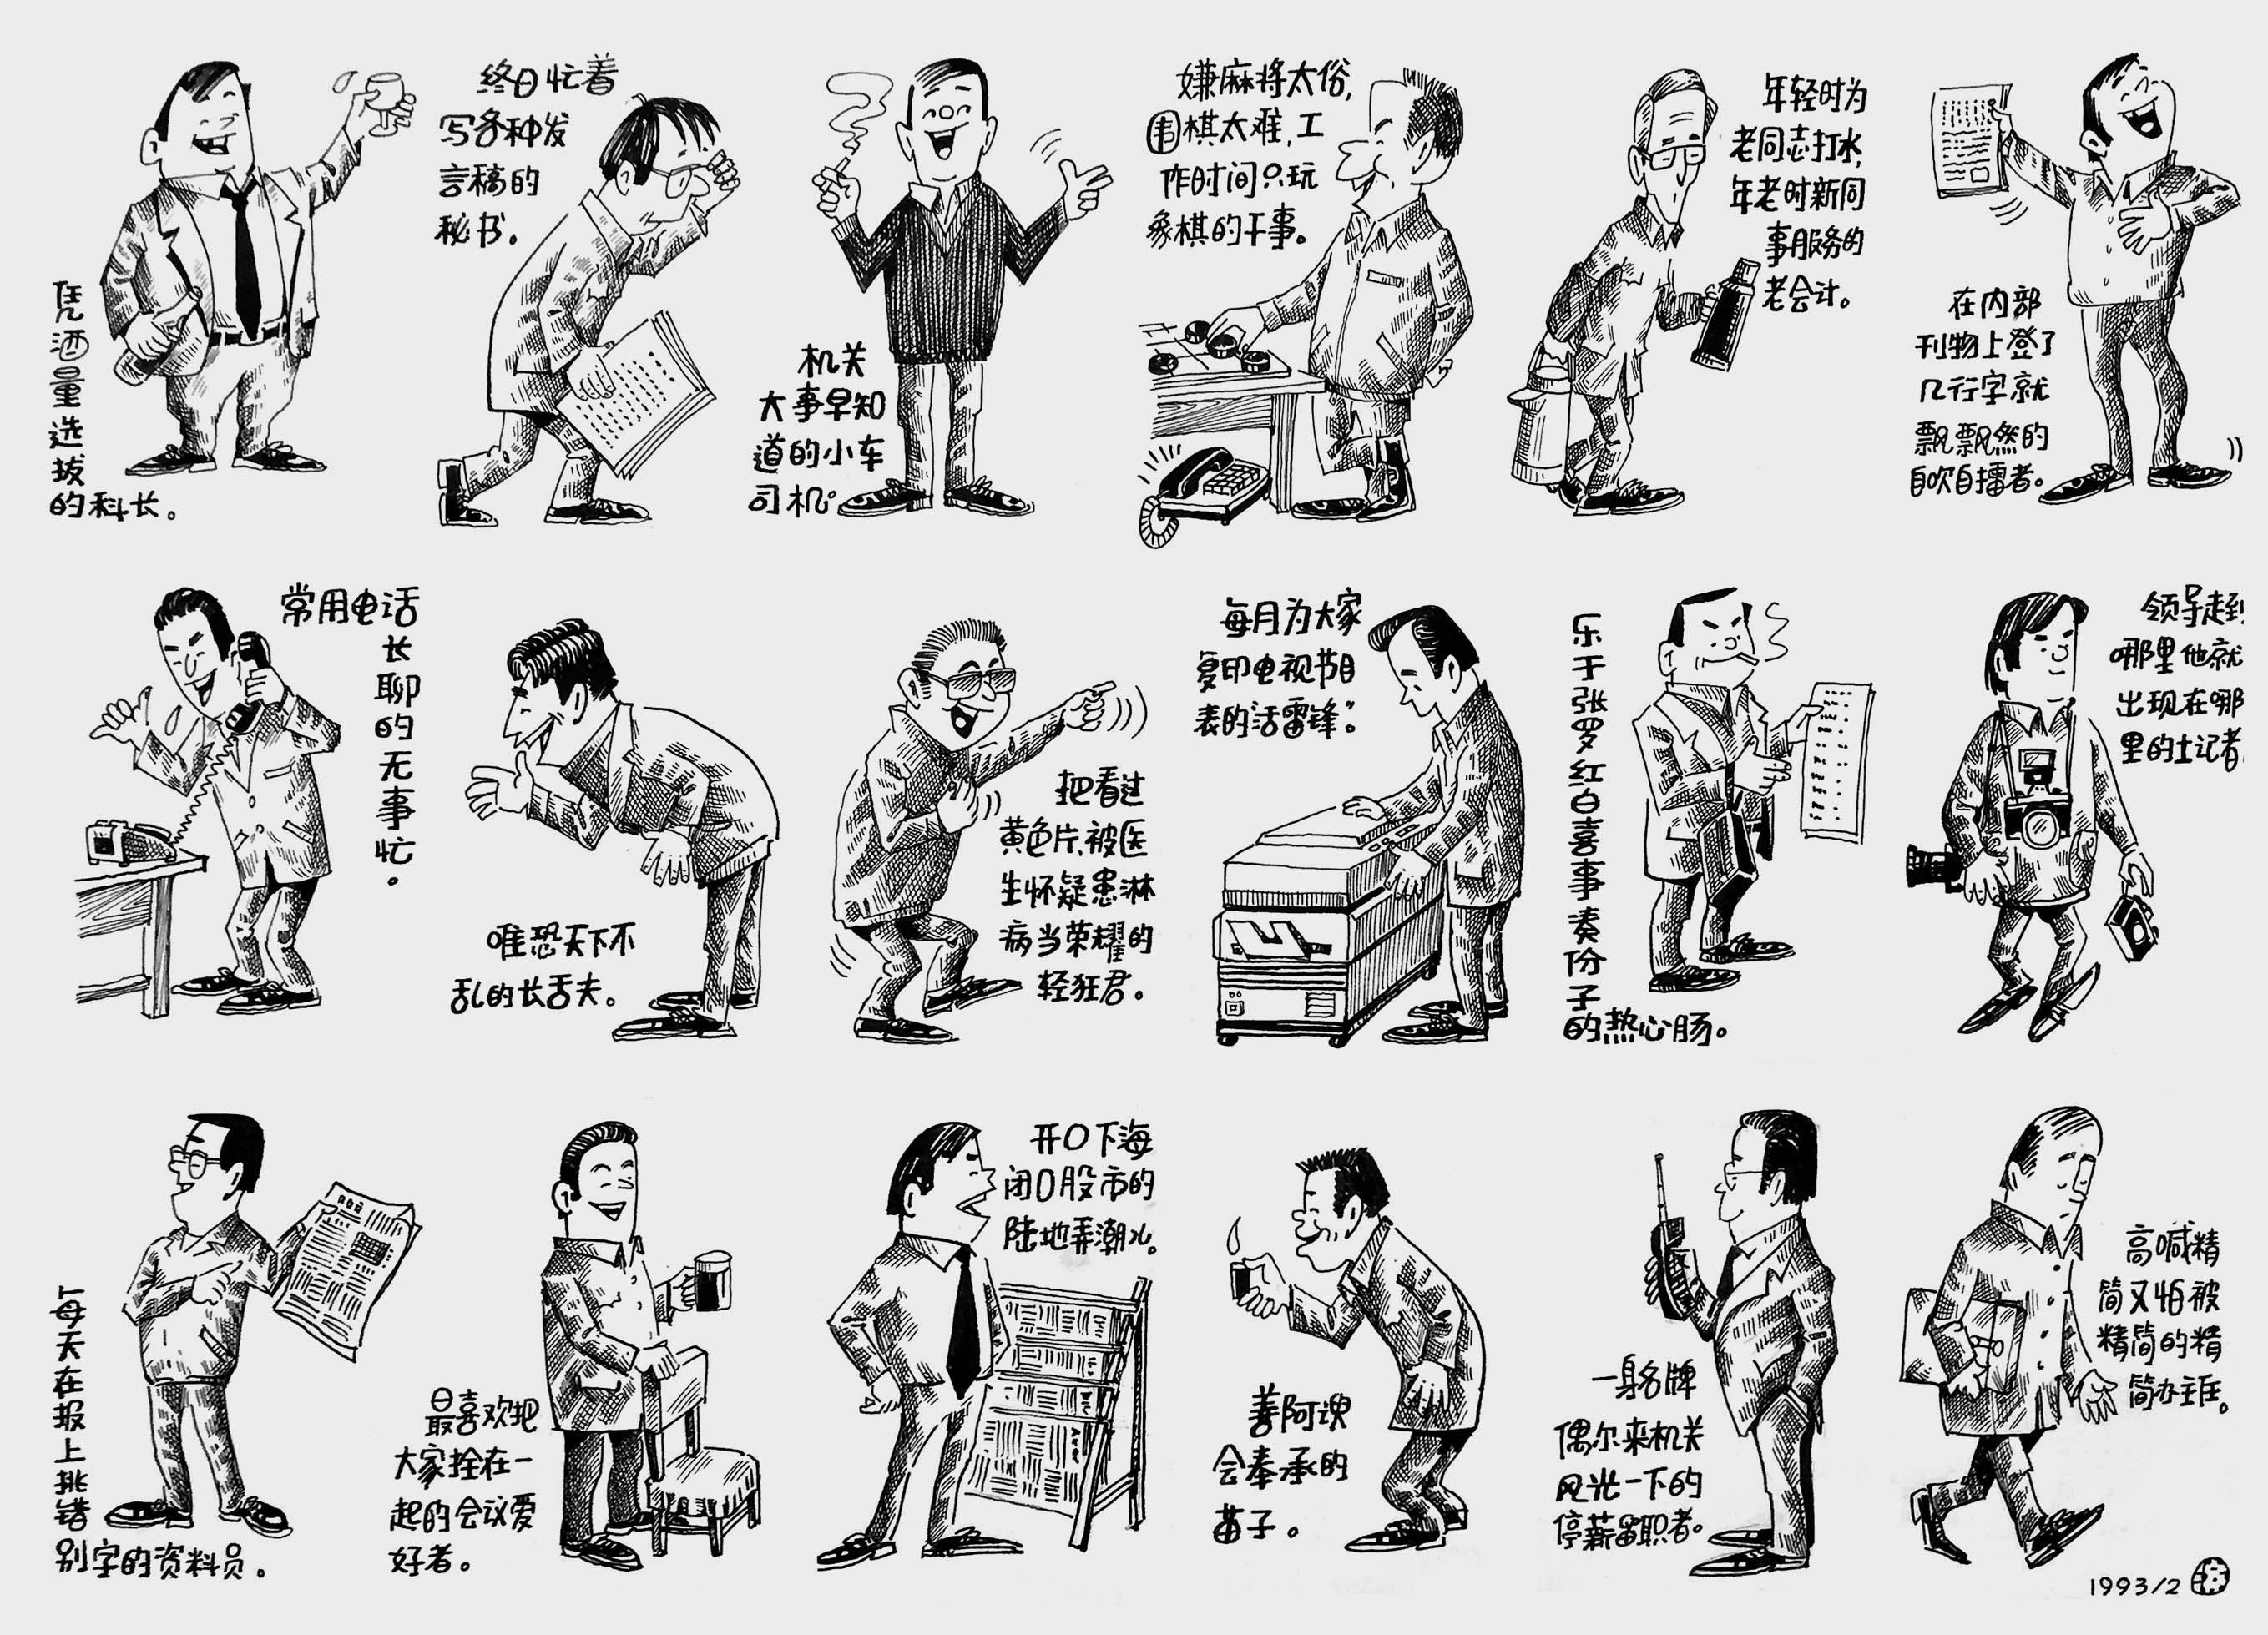 凭酒量选拔
的科长。
终日忙着
写各种发
言稿的
秘书。
机关
大事早知
道的小车
司机。
嫌麻将太俗,
围棋太难,工
作时间只玩
象棋的干事。
年轻时为
老同志打水,
年老时新同
事服务的
老会计。
在内部
刊物上登了
几行字就
飘飘然的
自吹自擂者。
常用电话
长聊的无事忙。
唯恐天下不
乱的长舌夫。
把看过
黄色片,被医
生怀疑患淋
病当荣耀的
轻狂君。
每月为大家
复印电视节目
表的“活雷锋”。
乐于张罗红白喜事凑份子
的热心肠。
领导走到
哪里他就
出现在哪
里的土记者
每天在报上挑错
别字的资料员。
最喜欢把
大家拴在一
起的会议爱
好者。
开口下海
闭口股市的
陆地弄潮儿。
善阿谀
会奉承的
苗子。
一身名牌
偶尔来机关
风光一下的
停薪留职者。
高喊精
简又怕被
精简的精
简办主任。
1993/2